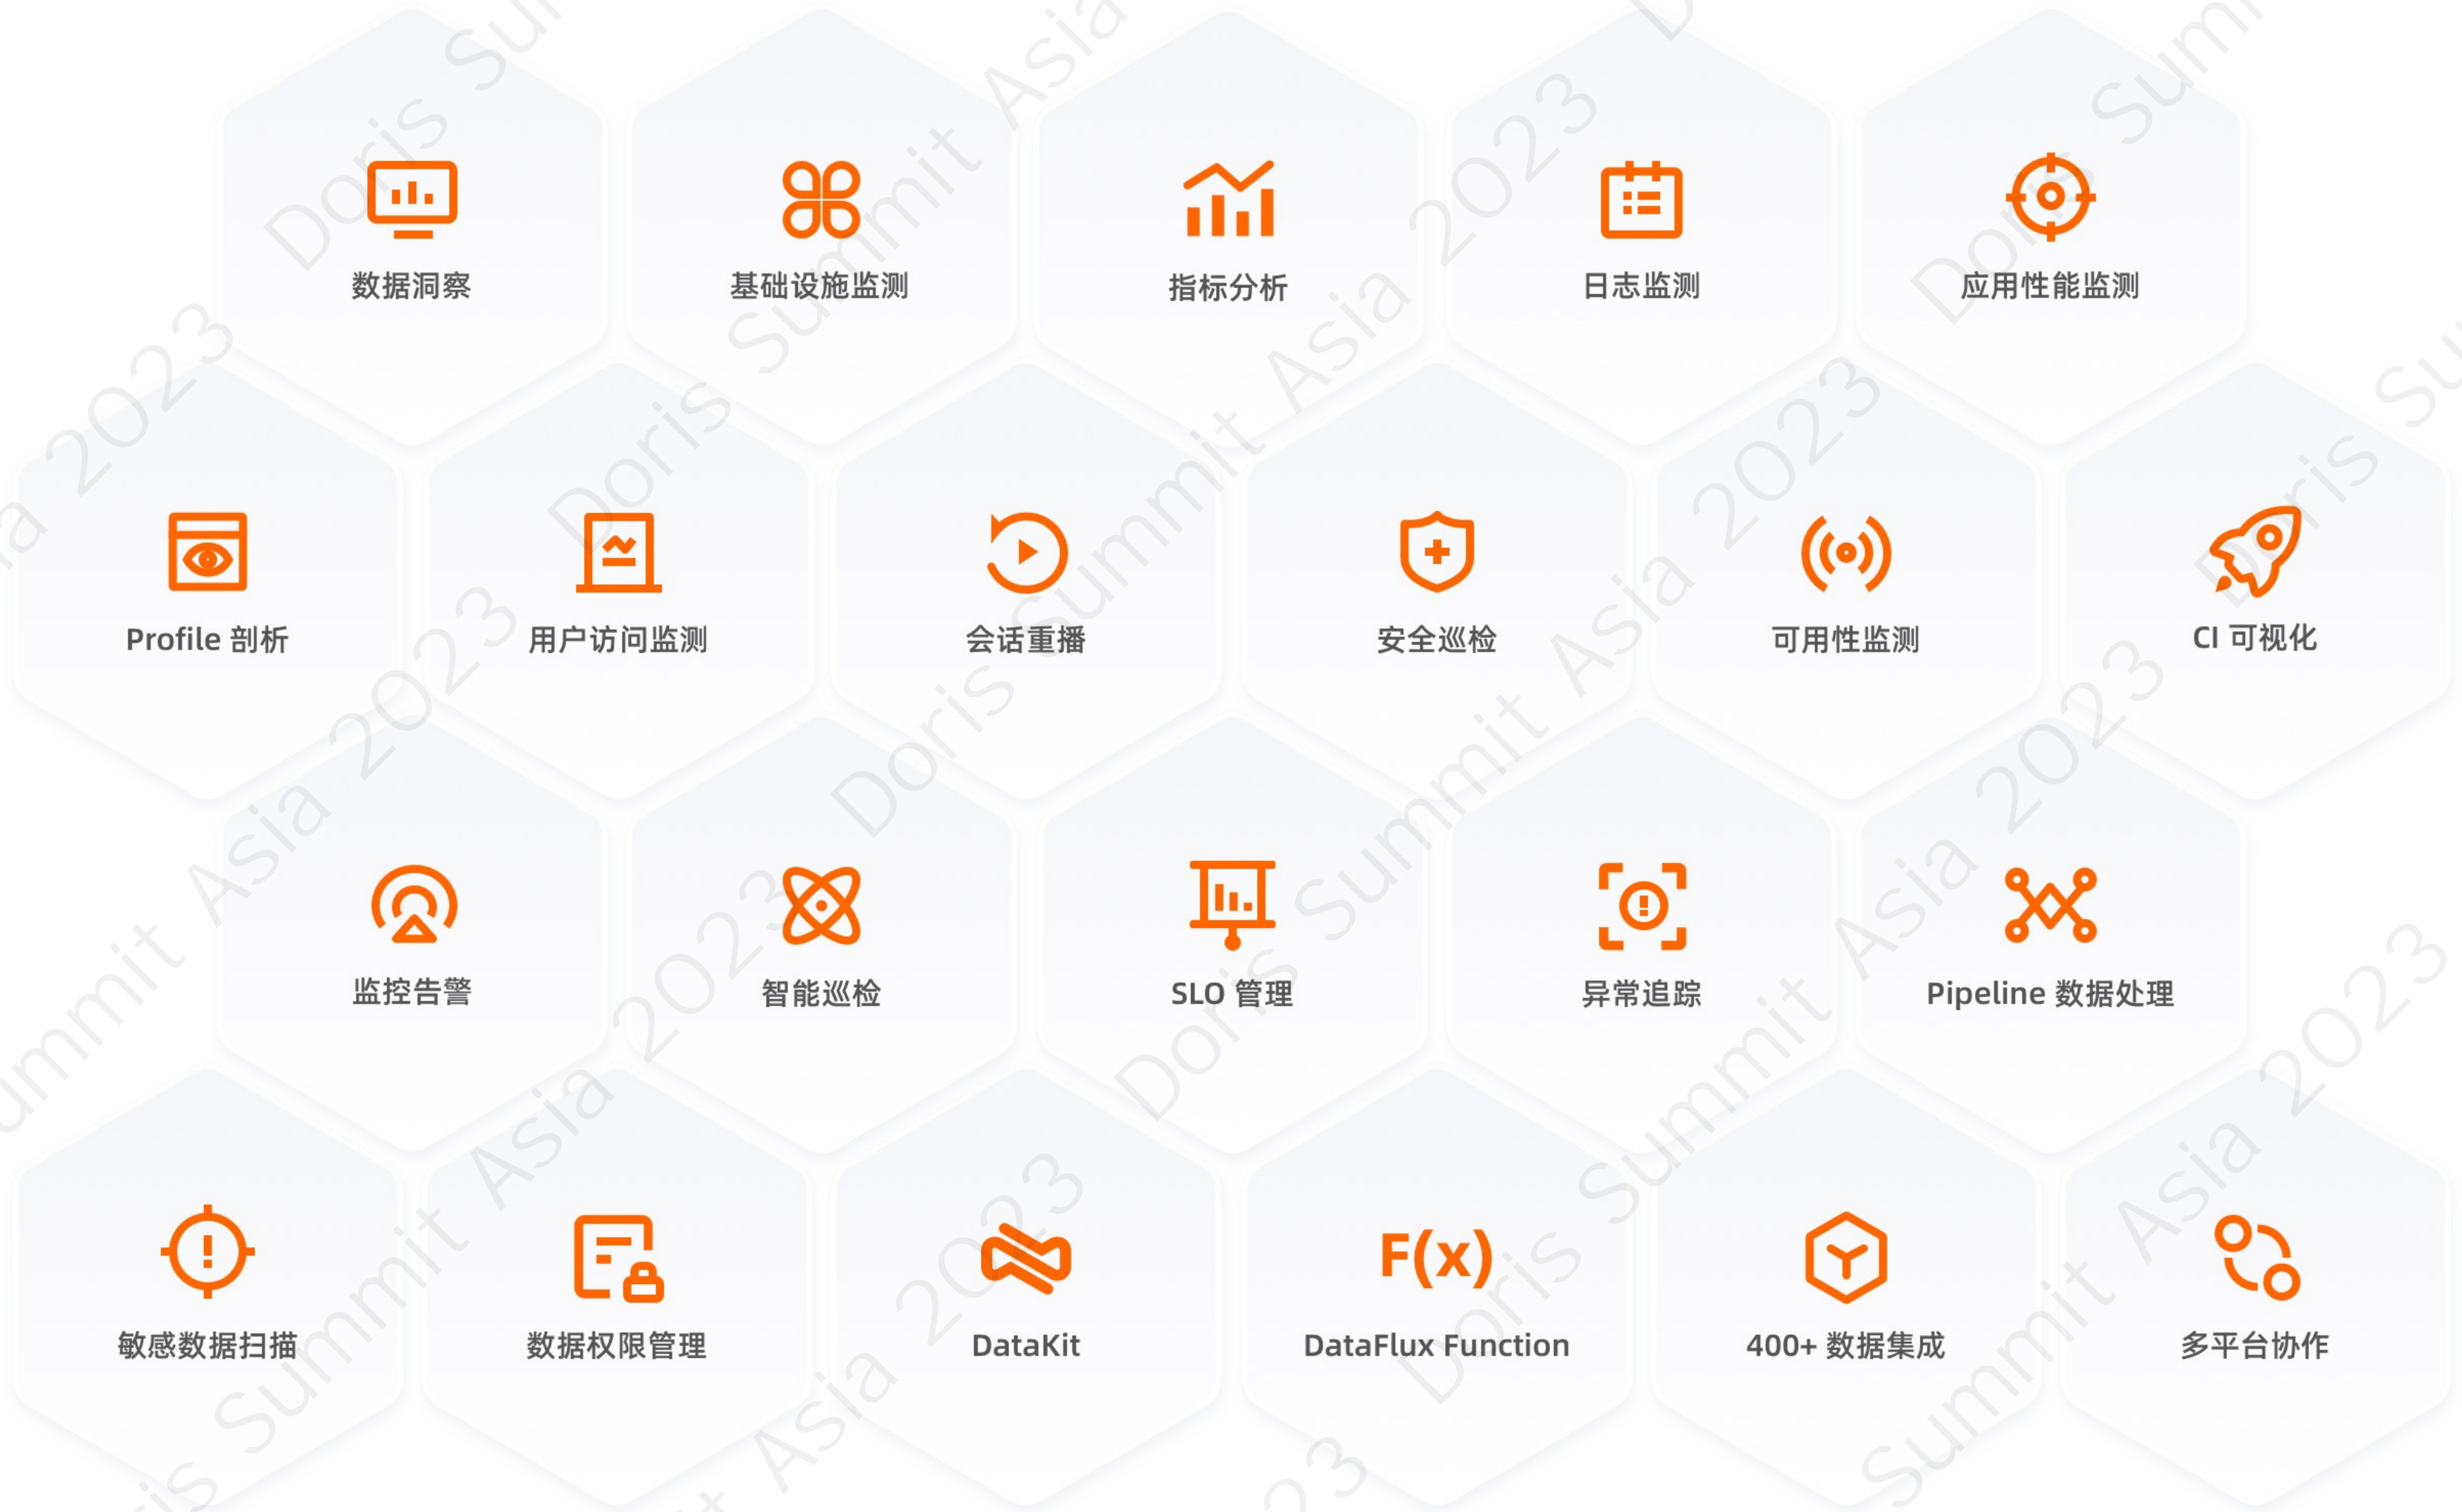 数据洞察
基础设施监测
指标分析
日志监测
应用性能监测
Profile 剖析
用户访问监测
会话重播
安全巡检
可用性监测
CI 可视化
监控告警
智能巡检
SLO 管理
异常追踪
Pipeline 数据处理
敏感数据扫描
数据权限管理
F(x)
DataKit
DataFlux Function
400+ 数据集成
多平台协作
Doris Summit Asia 2023